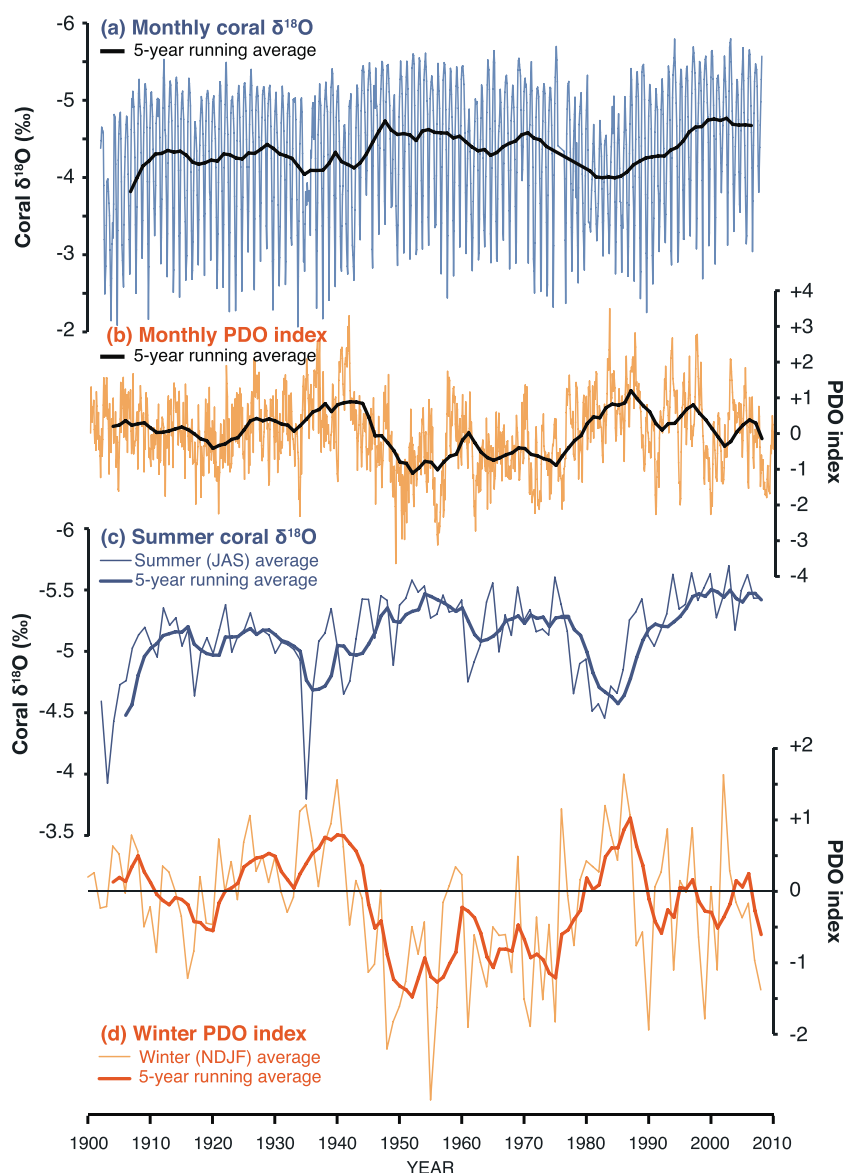 (a) Monthly coral δ¹⁸O
5-year running average
-6
-5
-4
-3
-2
Coral δ¹⁸O (‰)
(b) Monthly PDO index
5-year running average
+4
+3
+2
+1
0
-1
-2
-3
-4
PDO index
(c) Summer coral δ¹⁸O
Summer (JAS) average
5-year running average
-6
-5.5
-5
-4.5
-4
-3.5
Coral δ¹⁸O (‰)
+2
+1
0
-1
-2
PDO index
(d) Winter PDO index
Winter (NDJF) average
5-year running average
1900 1910 1920 1930 1940 1950 1960 1970 1980 1990 2000 2010
YEAR